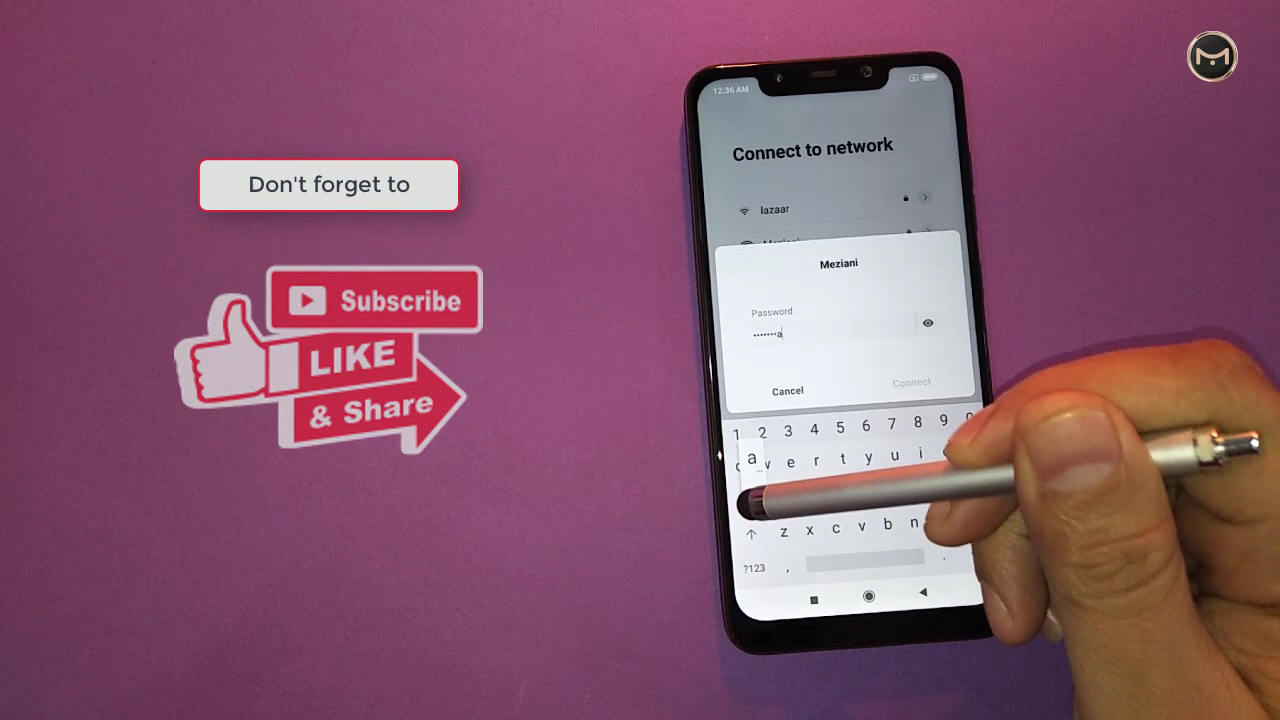 Don't forget to
Subscribe
LIKE
& Share
12:36 AM
Connect to network
lazaar
Meziani
Password
•••••••a
Cancel
Connect
1 2 3 4 5 6 7 8 9 0
a
w e r t y u i
z x c v b n
?123 , .